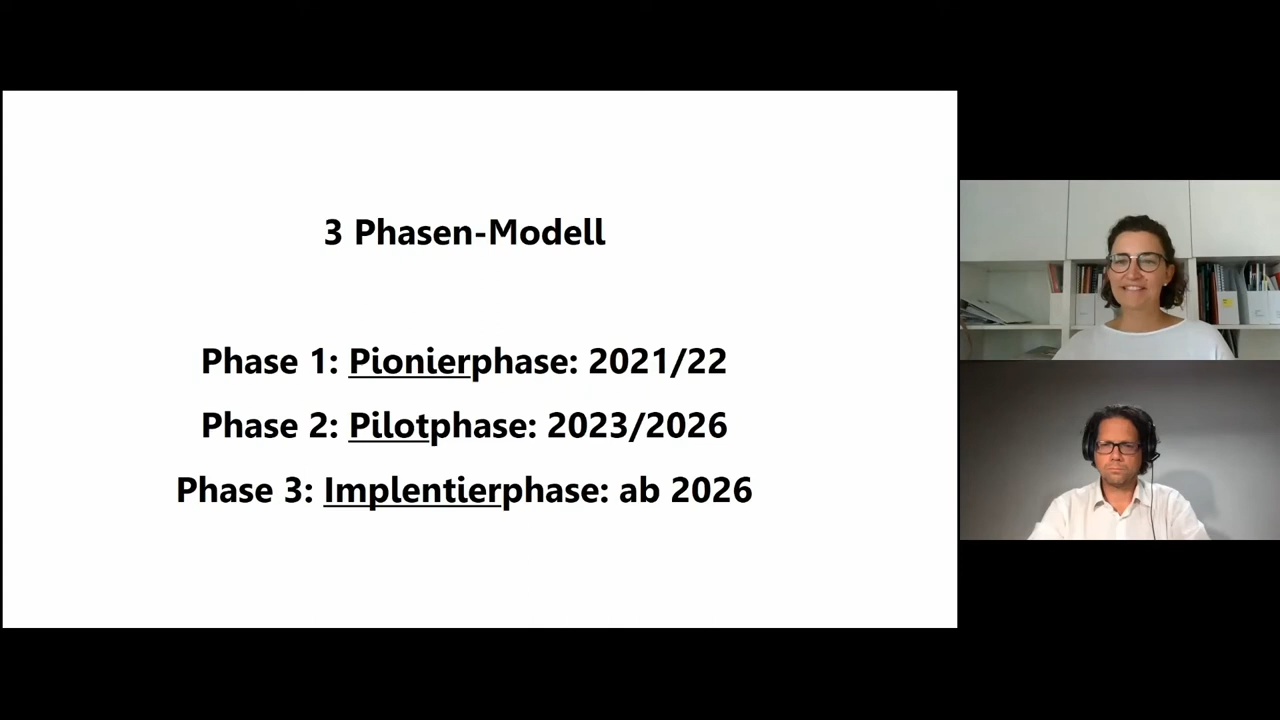 3 Phasen-Modell
Phase 1: Pionierphase: 2021/22
Phase 2: Pilotphase: 2023/2026
Phase 3: Implentierphase: ab 2026